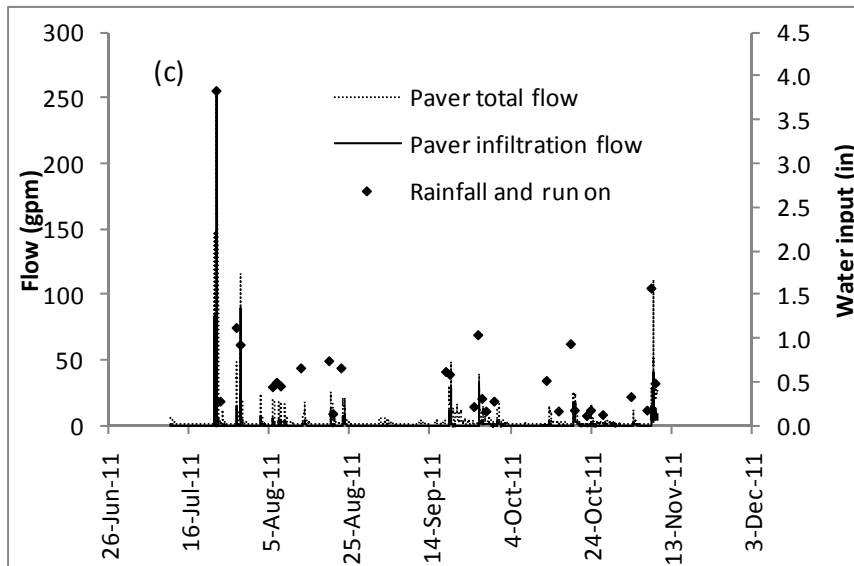 (c)
Flow (gpm)
300
250
200
150
100
50
0
Paver total flow
Paver infiltration flow
Rainfall and run on
4.5
4.0
3.5
3.0
2.5
2.0
1.5
1.0
0.5
0.0
Water input (in)
26-Jun-11
16-Jul-11
5-Aug-11
25-Aug-11
14-Sep-11
4-Oct-11
24-Oct-11
13-Nov-11
3-Dec-11